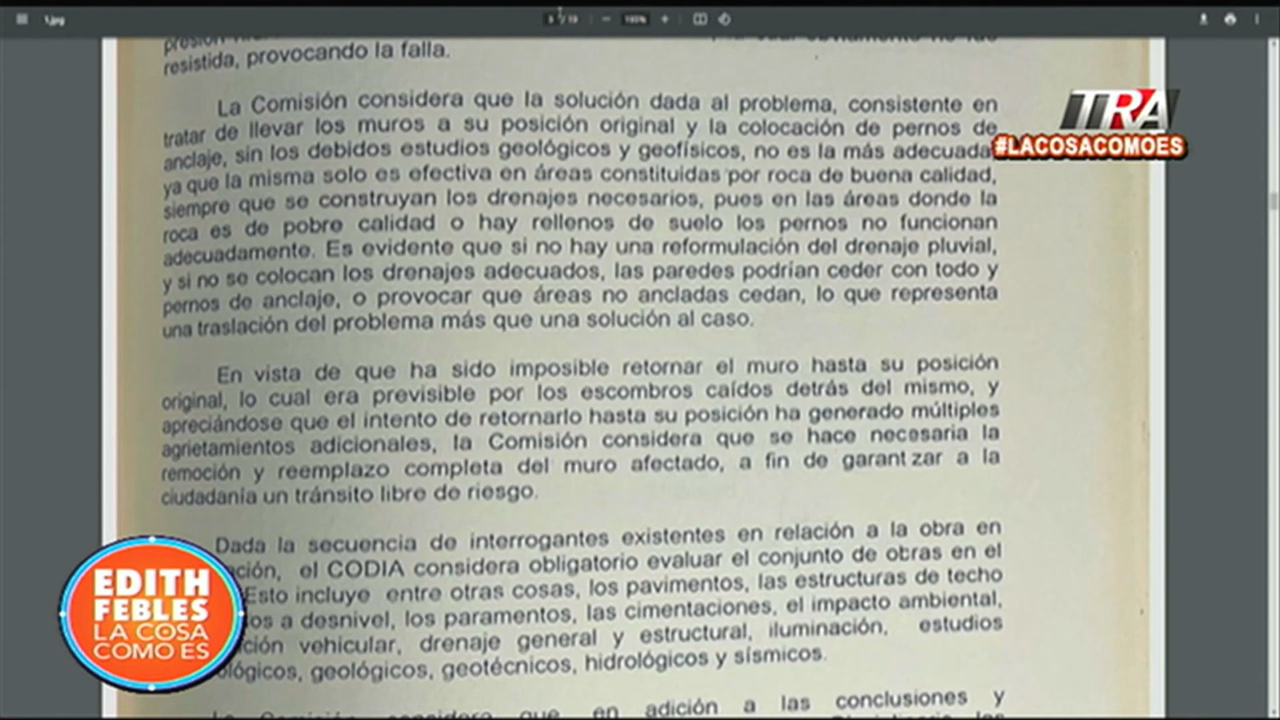 1.jpg
100%
resistida, provocando la falla.
La Comisión considera que la solución dada al problema, consistente en
tratar de llevar los muros a su posición original y la colocación de pernos de
anclaje, sin los debidos estudios geológicos y geofísicos, no es la más adecuada
ya que la misma solo es efectiva en áreas constituidas por roca de buena calidad,
siempre que se construyan los drenajes necesarios, pues en las áreas donde la
roca es de pobre calidad o hay rellenos de suelo los pernos no funcionan
adecuadamente. Es evidente que si no hay una reformulación del drenaje pluvial,
y si no se colocan los drenajes adecuados, las paredes podrían ceder con todo y
pernos de anclaje, o provocar que áreas no ancladas cedan, lo que representa
una traslación del problema más que una solución al caso.
En vista de que ha sido imposible retornar el muro hasta su posición
original, lo cual era previsible por los escombros caídos detrás del mismo, y
apreciándose que el intento de retornarlo hasta su posición ha generado múltiples
agrietamientos adicionales, la Comisión considera que se hace necesaria la
remoción y reemplazo completa del muro afectado, a fin de garant zar a la
ciudadanía un tránsito libre de riesgo.
Dada la secuencia de interrogantes existentes en relación a la obra en
ción, el CODIA considera obligatorio evaluar el conjunto de obras en el
Esto incluye entre otras cosas, los pavimentos, las estructuras de techo
os a desnivel, los paramentos, las cimentaciones, el impacto ambiental,
ción vehicular, drenaje general y estructural, iluminación, estudios
ológicos, geológicos, geotécnicos, hidrológicos y sísmicos.
que en adición a las conclusiones y
TRA
#LACOSACOMOES
EDITH
FEBLES
LA COSA
COMO ES